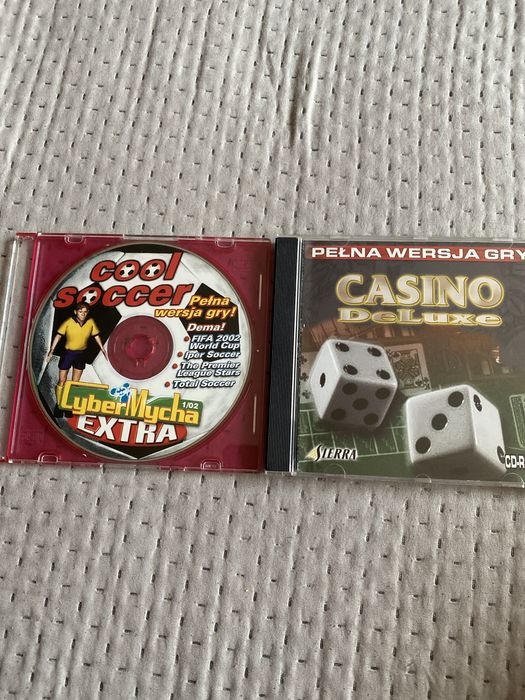 cool
soccer
Pełna
wersja gry!
Dema!
FIFA 2002
World Cup
Iper Soccer
The Premier
League Stars
Total Soccer
CyberMycha
1/02
EXTRA
PEŁNA WERSJA GRY
CASINO
DeLuxe
SIERRA
CD-R